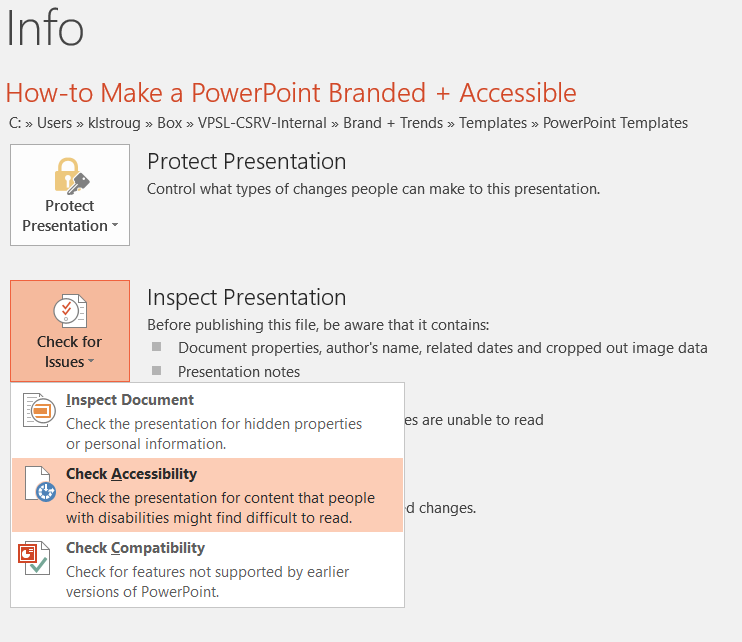 Info
How-to Make a PowerPoint Branded + Accessible
C: » Users » klstroug » Box » VPSL-CSRV-Internal » Brand + Trends » Templates » PowerPoint Templates
Protect Presentation
Protect Presentation
Control what types of changes people can make to this presentation.
Check for Issues
Inspect Presentation
Before publishing this file, be aware that it contains:
Document properties, author's name, related dates and cropped out image data
Presentation notes
es are unable to read
d changes.
Inspect Document
Check the presentation for hidden properties
or personal information.
Check Accessibility
Check the presentation for content that people
with disabilities might find difficult to read.
Check Compatibility
Check for features not supported by earlier
versions of PowerPoint.